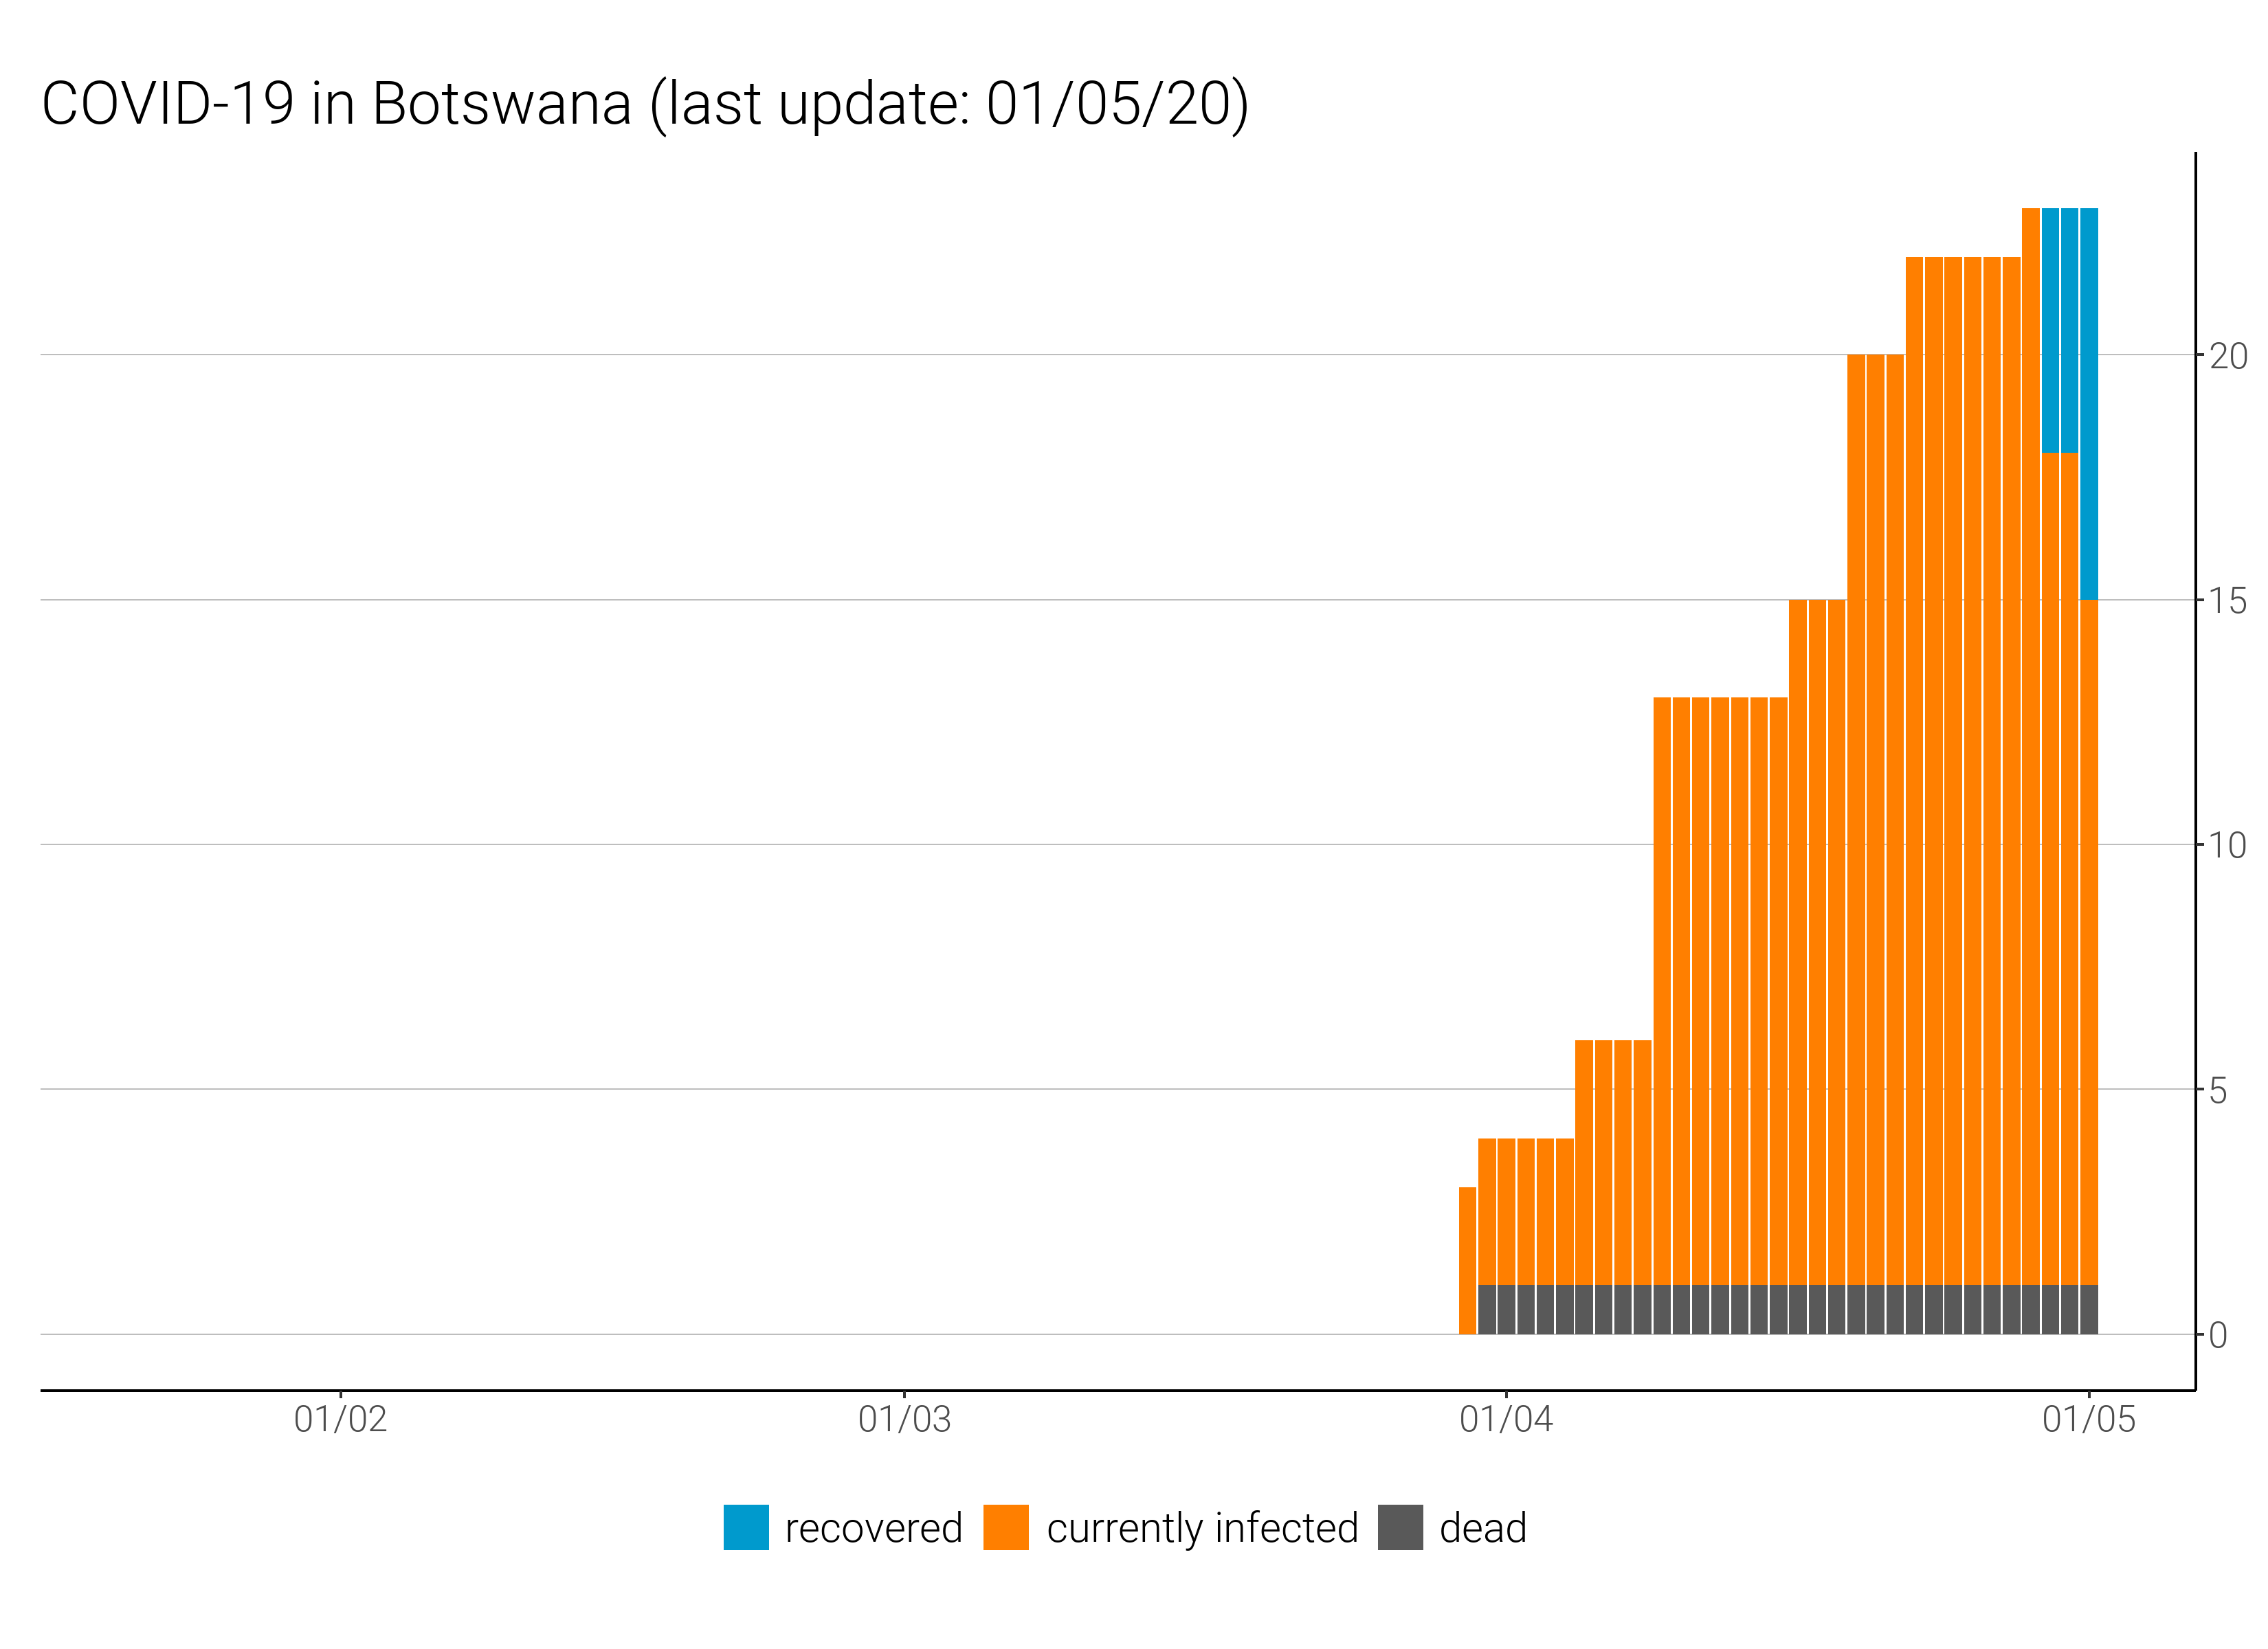 COVID-19 in Botswana (last update: 01/05/20)
20
15
10
5
0
01/02 01/03 01/04 01/05
recovered currently infected dead